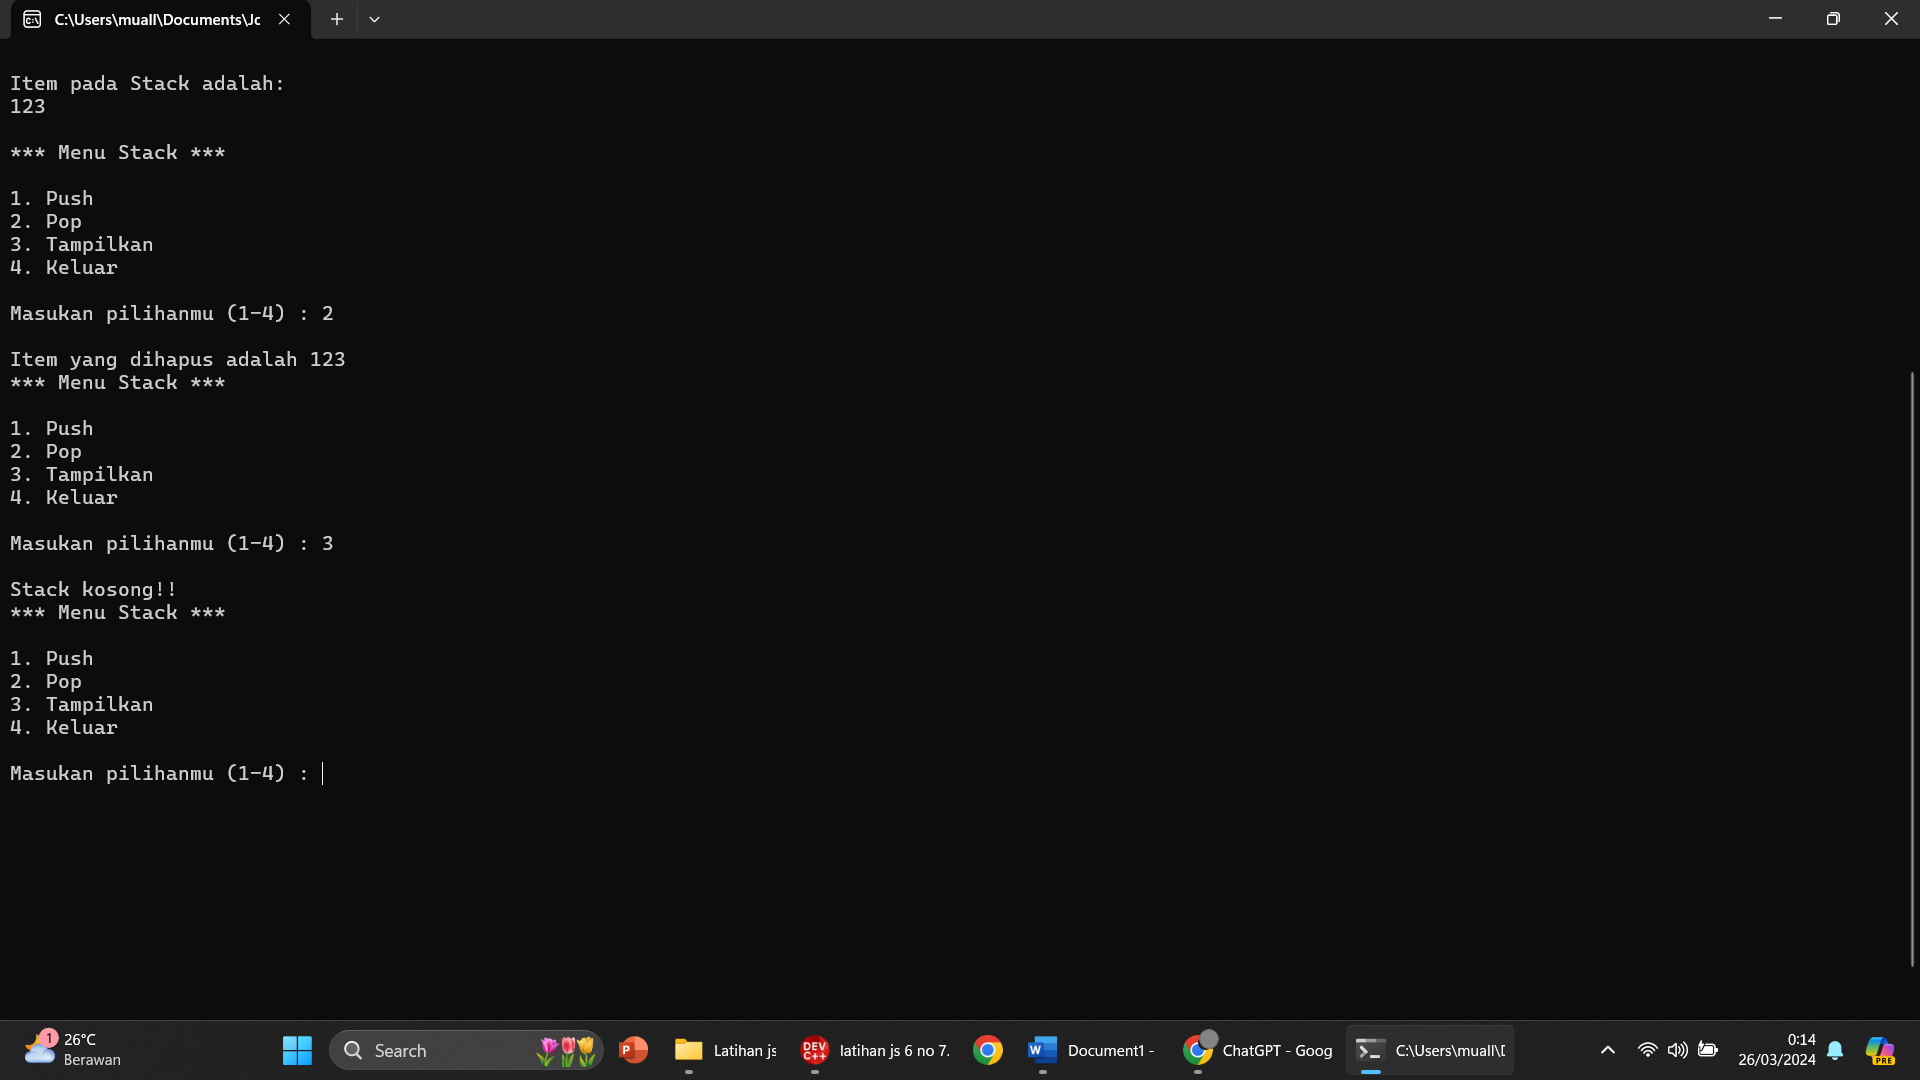 C:\Users\muall\Documents\Jc
Item pada Stack adalah:
123
*** Menu Stack ***
1. Push
2. Pop
3. Tampilkan
4. Keluar
Masukan pilihanmu (1-4) : 2
Item yang dihapus adalah 123
*** Menu Stack ***
1. Push
2. Pop
3. Tampilkan
4. Keluar
Masukan pilihanmu (1-4) : 3
Stack kosong!!
*** Menu Stack ***
1. Push
2. Pop
3. Tampilkan
4. Keluar
Masukan pilihanmu (1-4) :
1
26°C
Berawan
Search
P
Latihan js
DEV C++
latihan js 6 no 7.
W
Document1 -
ChatGPT - Goog
C:\Users\muall\[
0:14
26/03/2024
PRE